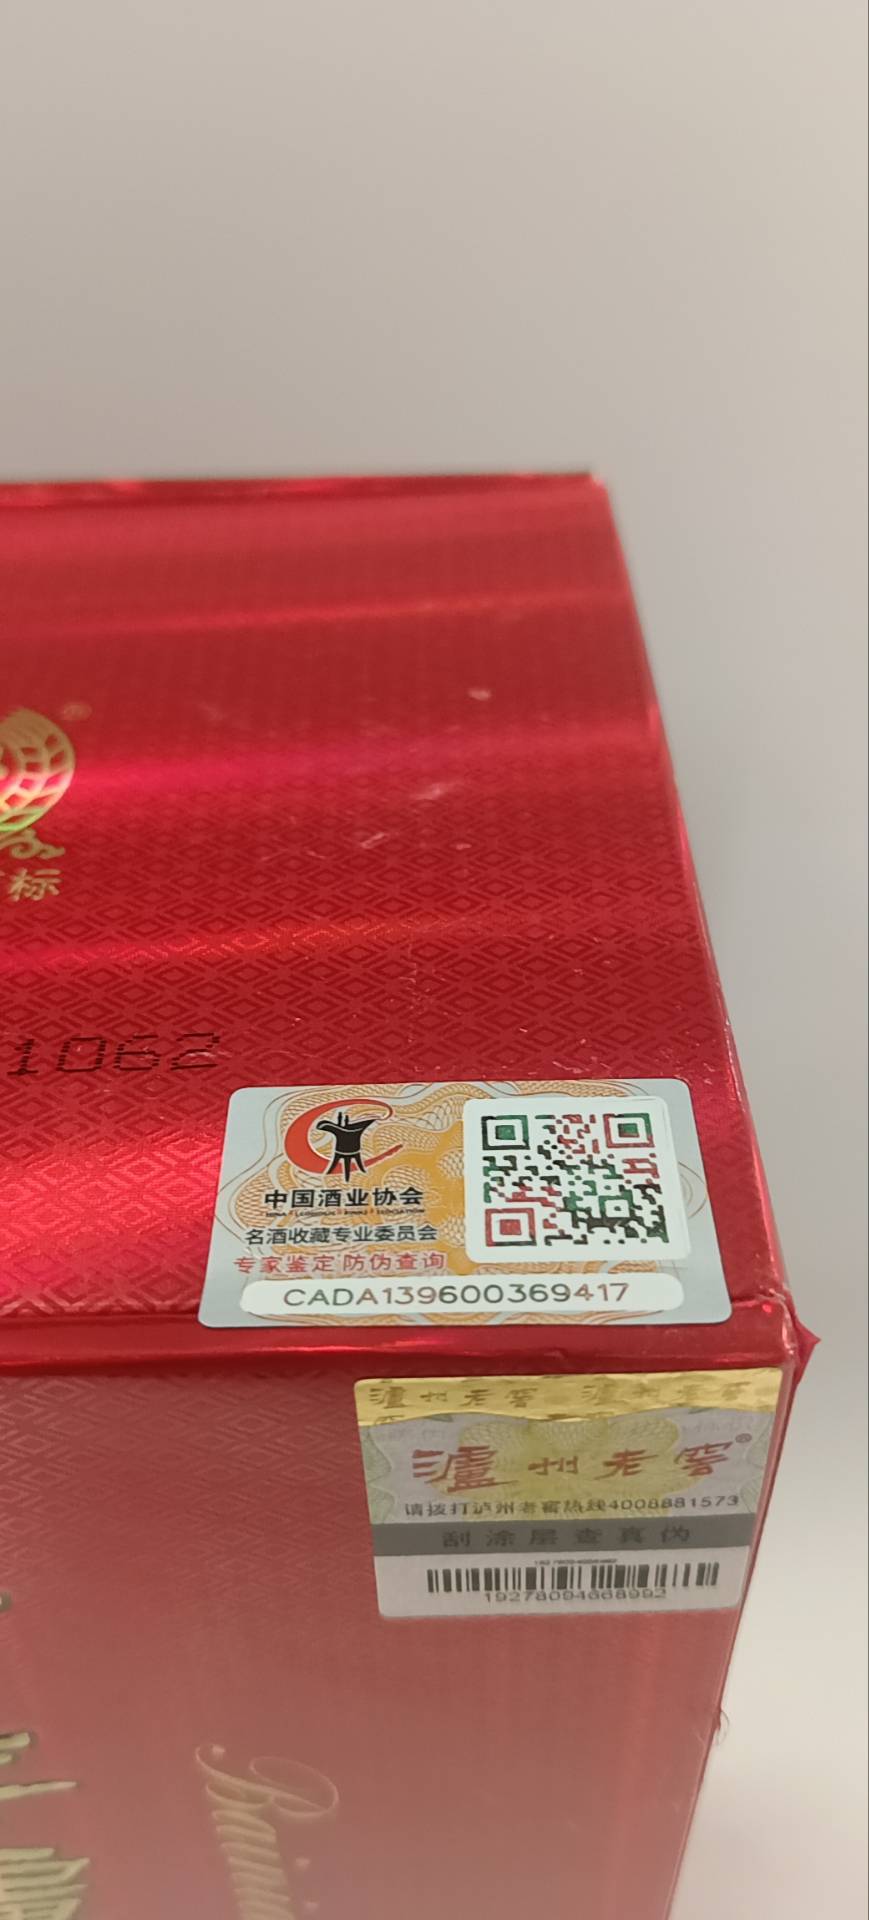 标
1062
中国酒业协会
名酒收藏专业委员会
专家鉴定 防伪查询
CADA139600369417
瀘州老窖 瀘州老窖
瀘州老窖®
请拨打泸州老窖热线4008881573
刮涂层查真伪
19278094668992